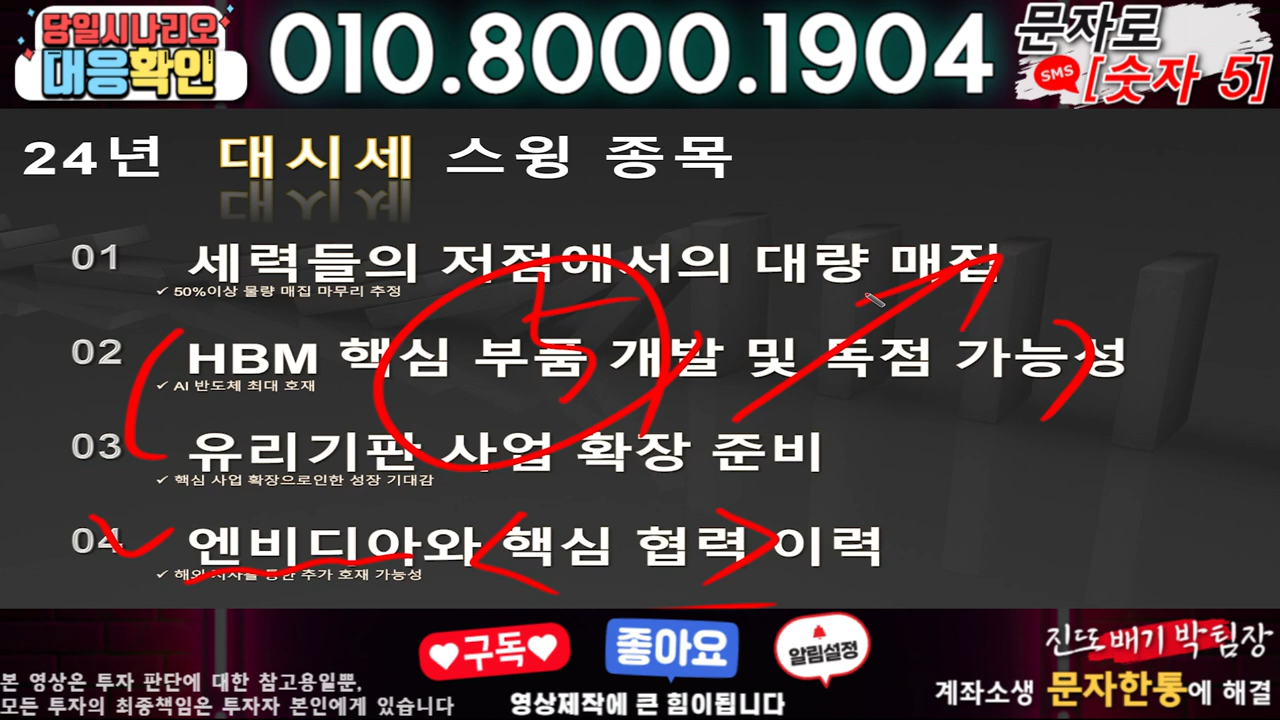 당일시나리오
대응확인
010.8000.1904
문자로
SMS [숫자 5]
24년 대시세 스윙 종목
01 세력들의 저점에서의 대량 매집
✓ 50%이상 물량 매집 마무리 추정
02 HBM 핵심 부품 개발 및 독점 가능성
✓ AI 반도체 최대 호재
5
03 유리기판 사업 확장 준비
✓ 핵심 사업 확장으로인한 성장 기대감
04 엔비디아와 핵심 협력 이력
✓ 해외 통한 추가 호재 가능성
구독
좋아요
알림설정
영상제작에 큰 힘이됩니다
본 영상은 투자 판단에 대한 참고용일뿐,
모든 투자의 최종책임은 투자자 본인에게 있습니다
진또배기 박팀장
계좌소생 문자한통에 해결